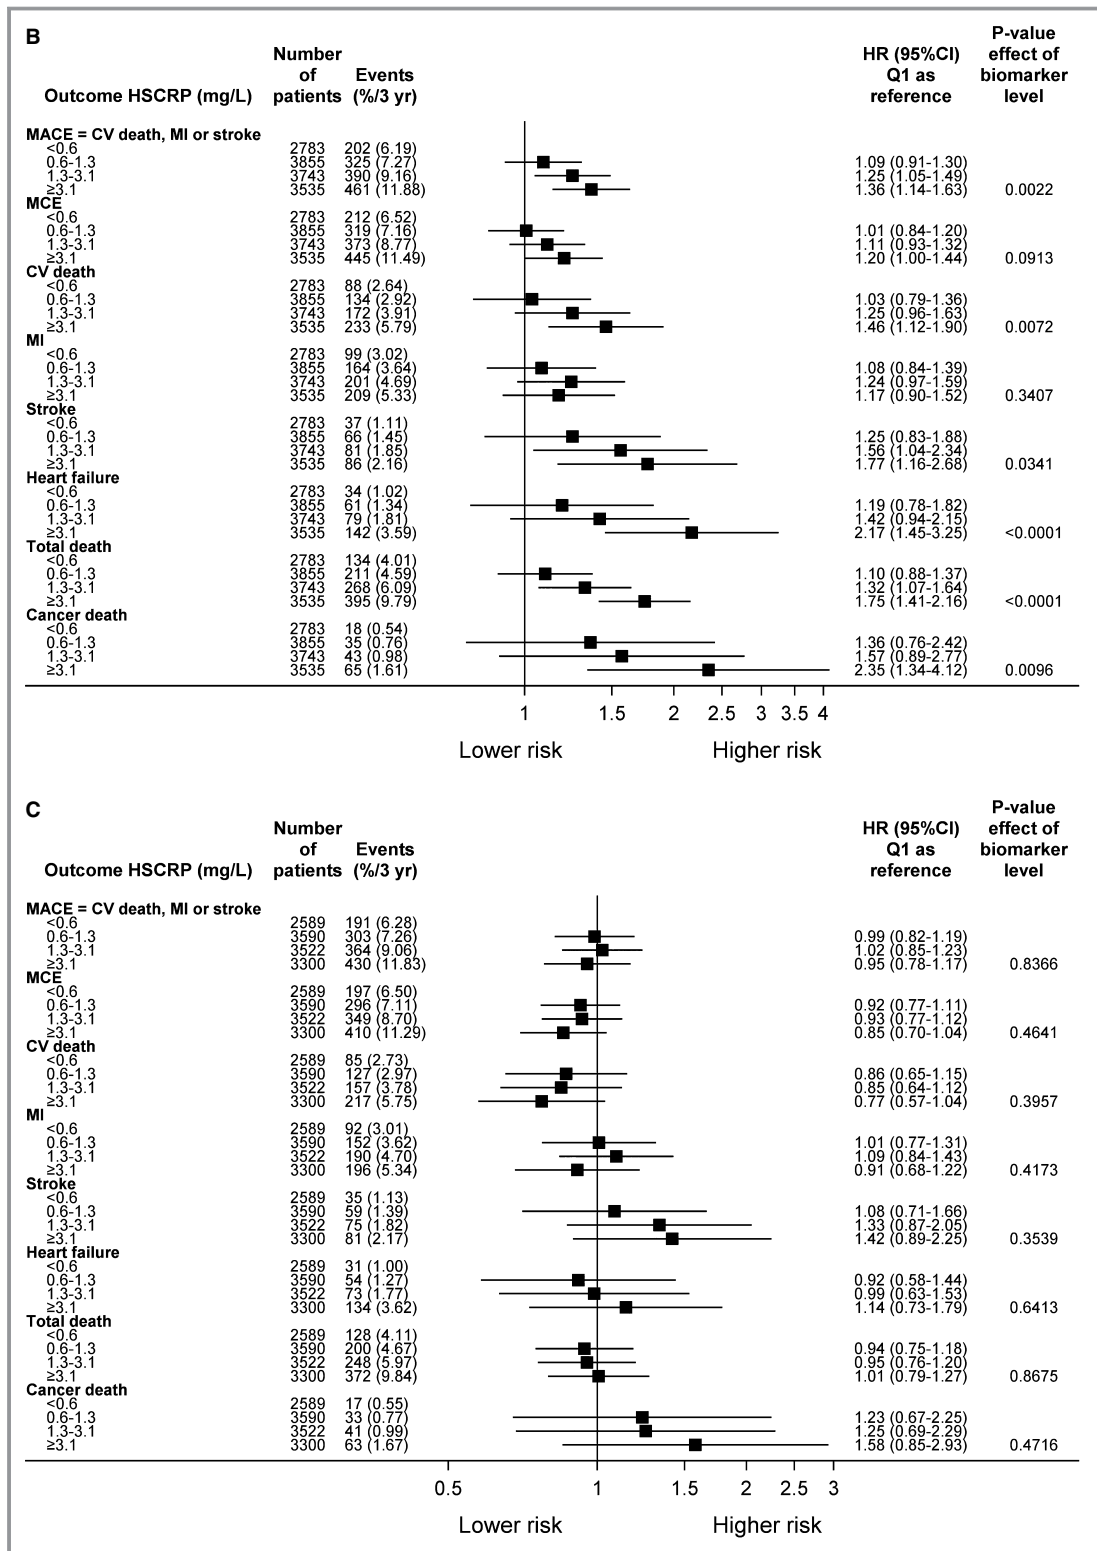 B
Outcome HSCRP (mg/L) Number of patients Events (%/3 yr) HR (95%CI) Q1 as reference P-value effect of biomarker level
MACE = CV death, MI or stroke
<0.6 2783 202 (6.19)
0.6-1.3 3855 325 (7.27) 1.09 (0.91-1.30)
1.3-3.1 3743 390 (9.16) 1.25 (1.05-1.49)
≥3.1 3535 461 (11.88) 1.36 (1.14-1.63) 0.0022
MCE
<0.6 2783 212 (6.52)
0.6-1.3 3855 319 (7.16) 1.01 (0.84-1.20)
1.3-3.1 3743 373 (8.77) 1.11 (0.93-1.32)
≥3.1 3535 445 (11.49) 1.20 (1.00-1.44) 0.0913
CV death
<0.6 2783 88 (2.64)
0.6-1.3 3855 134 (2.92) 1.03 (0.79-1.36)
1.3-3.1 3743 172 (3.91) 1.25 (0.96-1.63)
≥3.1 3535 233 (5.79) 1.46 (1.12-1.90) 0.0072
MI
<0.6 2783 99 (3.02)
0.6-1.3 3855 164 (3.64) 1.08 (0.84-1.39)
1.3-3.1 3743 201 (4.69) 1.24 (0.97-1.59)
≥3.1 3535 209 (5.33) 1.17 (0.90-1.52) 0.3407
Stroke
<0.6 2783 37 (1.11)
0.6-1.3 3855 66 (1.45) 1.25 (0.83-1.88)
1.3-3.1 3743 81 (1.85) 1.56 (1.04-2.34)
≥3.1 3535 86 (2.16) 1.77 (1.16-2.68) 0.0341
Heart failure
<0.6 2783 34 (1.02)
0.6-1.3 3855 61 (1.34) 1.19 (0.78-1.82)
1.3-3.1 3743 79 (1.81) 1.42 (0.94-2.15)
≥3.1 3535 142 (3.59) 2.17 (1.45-3.25) <0.0001
Total death
<0.6 2783 134 (4.01)
0.6-1.3 3855 211 (4.59) 1.10 (0.88-1.37)
1.3-3.1 3743 268 (6.09) 1.32 (1.07-1.64)
≥3.1 3535 395 (9.79) 1.75 (1.41-2.16) <0.0001
Cancer death
<0.6 2783 18 (0.54)
0.6-1.3 3855 35 (0.76) 1.36 (0.76-2.42)
1.3-3.1 3743 43 (0.98) 1.57 (0.89-2.77)
≥3.1 3535 65 (1.61) 2.35 (1.34-4.12) 0.0096
1 1.5 2 2.5 3 3.5 4
Lower risk Higher risk
C
Outcome HSCRP (mg/L) Number of patients Events (%/3 yr) HR (95%CI) Q1 as reference P-value effect of biomarker level
MACE = CV death, MI or stroke
<0.6 2589 191 (6.28)
0.6-1.3 3590 303 (7.26) 0.99 (0.82-1.19)
1.3-3.1 3522 364 (9.06) 1.02 (0.85-1.23)
≥3.1 3300 430 (11.83) 0.95 (0.78-1.17) 0.8366
MCE
<0.6 2589 197 (6.50)
0.6-1.3 3590 296 (7.11) 0.92 (0.77-1.11)
1.3-3.1 3522 349 (8.70) 0.93 (0.77-1.12)
≥3.1 3300 410 (11.29) 0.85 (0.70-1.04) 0.4641
CV death
<0.6 2589 85 (2.73)
0.6-1.3 3590 127 (2.97) 0.86 (0.65-1.15)
1.3-3.1 3522 157 (3.78) 0.85 (0.64-1.12)
≥3.1 3300 217 (5.75) 0.77 (0.57-1.04) 0.3957
MI
<0.6 2589 92 (3.01)
0.6-1.3 3590 152 (3.62) 1.01 (0.77-1.31)
1.3-3.1 3522 190 (4.70) 1.09 (0.84-1.43)
≥3.1 3300 196 (5.34) 0.91 (0.68-1.22) 0.4173
Stroke
<0.6 2589 35 (1.13)
0.6-1.3 3590 59 (1.39) 1.08 (0.71-1.66)
1.3-3.1 3522 75 (1.82) 1.33 (0.87-2.05)
≥3.1 3300 81 (2.17) 1.42 (0.89-2.25) 0.3539
Heart failure
<0.6 2589 31 (1.00)
0.6-1.3 3590 54 (1.27) 0.92 (0.58-1.44)
1.3-3.1 3522 73 (1.77) 0.99 (0.63-1.53)
≥3.1 3300 134 (3.62) 1.14 (0.73-1.79) 0.6413
Total death
<0.6 2589 128 (4.11)
0.6-1.3 3590 200 (4.67) 0.94 (0.75-1.18)
1.3-3.1 3522 248 (5.97) 0.95 (0.76-1.20)
≥3.1 3300 372 (9.84) 1.01 (0.79-1.27) 0.8675
Cancer death
<0.6 2589 17 (0.55)
0.6-1.3 3590 33 (0.77) 1.23 (0.67-2.25)
1.3-3.1 3522 41 (0.99) 1.25 (0.69-2.29)
≥3.1 3300 63 (1.67) 1.58 (0.85-2.93) 0.4716
0.5 1 1.5 2 2.5 3
Lower risk Higher risk